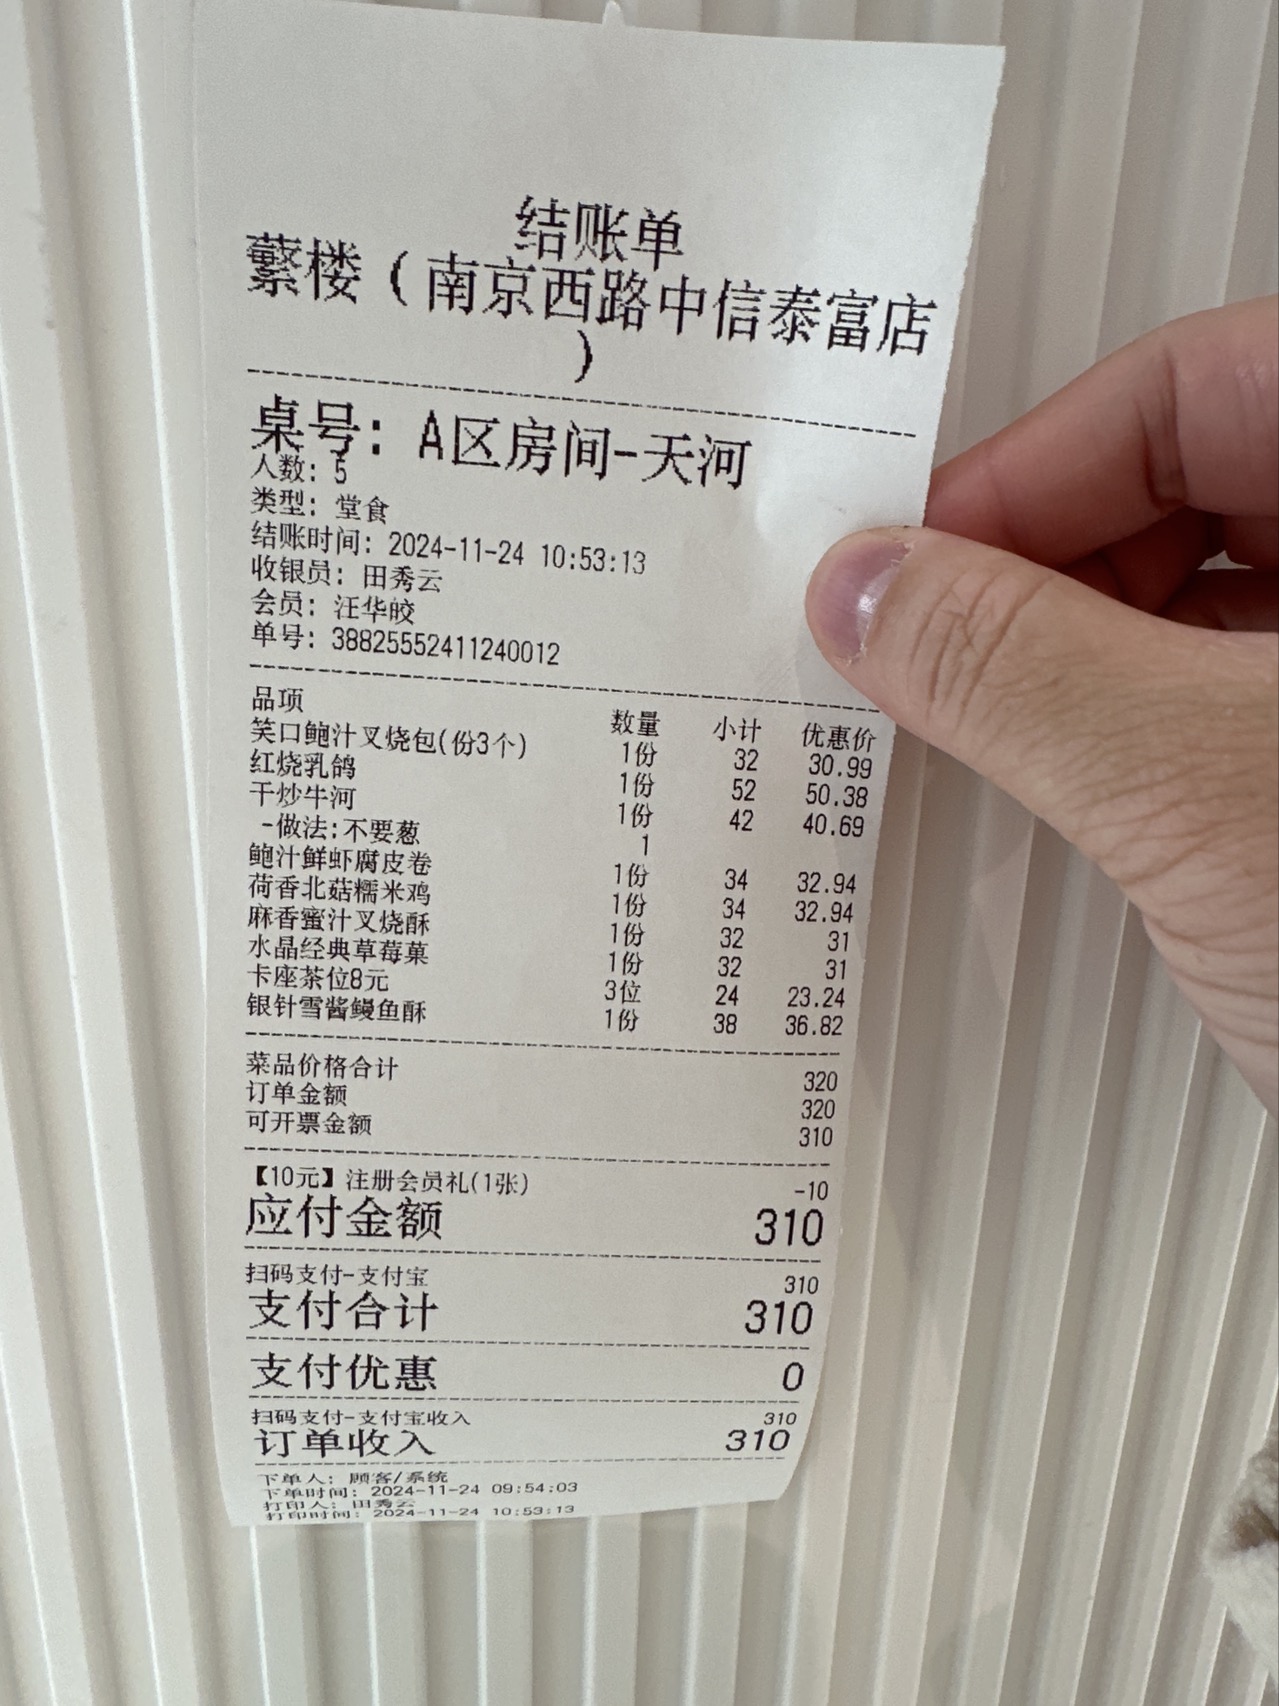 结账单
蘩楼（南京西路中信泰富店
）
桌号：A区房间-天河
人数：5
类型：堂食
结账时间：2024-11-24 10:53:13
收银员：田秀云
会员：汪华皎
单号：38825552411240012
品项 数量 小计 优惠价
笑口鲍汁叉烧包(份3个) 1份 32 30.99
红烧乳鸽 1份 52 50.38
干炒牛河 1份 42 40.69
-做法:不要葱 1
鲍汁鲜虾腐皮卷 1份 34 32.94
荷香北菇糯米鸡 1份 34 32.94
麻香蜜汁叉烧酥 1份 32 31
水晶经典草莓菓 1份 32 31
卡座茶位8元 3位 24 23.24
银针雪酱鳗鱼酥 1份 38 36.82
菜品价格合计 320
订单金额 320
可开票金额 310
【10元】注册会员礼(1张) -10
应付金额 310
扫码支付-支付宝 310
支付合计 310
支付优惠 0
扫码支付-支付宝收入 310
订单收入 310
下单人：顾客/系统
下单时间：2024-11-24 09:54:03
打印人：田秀云
打印时间：2024-11-24 10:53:13